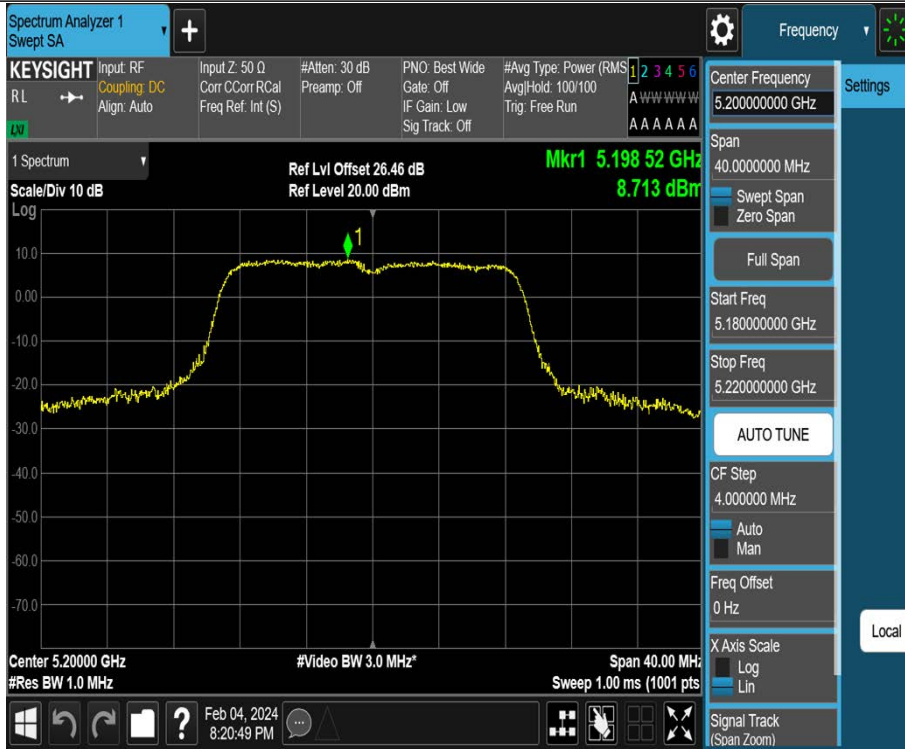 Spectrum Analyzer 1
Swept SA
Frequency
KEYSIGHT
R L
LXI
Input: RF
Coupling: DC
Align: Auto
Input Z: 50 Ω
Corr CCorr RCal
Freq Ref: Int (S)
#Atten: 30 dB
Preamp: Off
PNO: Best Wide
Gate: Off
IF Gain: Low
Sig Track: Off
#Avg Type: Power (RMS
Avg|Hold: 100/100
Trig: Free Run
1 2 3 4 5 6
A W W W W W
A A A A A A
Center Frequency
5.200000000 GHz
Settings
Span
40.0000000 MHz
Swept Span
Zero Span
Full Span
Start Freq
5.180000000 GHz
Stop Freq
5.220000000 GHz
AUTO TUNE
CF Step
4.000000 MHz
Auto
Man
Freq Offset
0 Hz
X Axis Scale
Log
Lin
Local
Signal Track
(Span Zoom)
1 Spectrum
Scale/Div 10 dB
Log
Ref Lvl Offset 26.46 dB
Ref Level 20.00 dBm
Mkr1 5.198 52 GHz
8.713 dBm
1
10.0
0.00
-10.0
-20.0
-30.0
-40.0
-50.0
-60.0
-70.0
Center 5.20000 GHz
#Res BW 1.0 MHz
#Video BW 3.0 MHz*
Span 40.00 MHz
Sweep 1.00 ms (1001 pts
?
Feb 04, 2024
8:20:49 PM